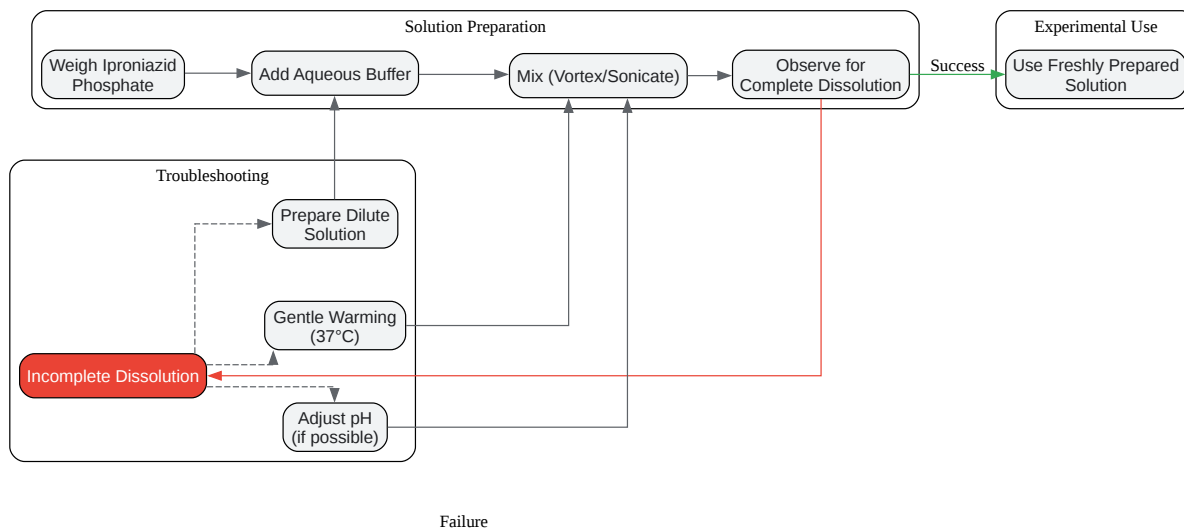 Solution Preparation
Experimental Use
Weigh Iproniazid
Phosphate
Add Aqueous Buffer
Mix (Vortex/Sonicate)
Observe for
Complete Dissolution
Success
Use Freshly Prepared
Solution
Troubleshooting
Prepare Dilute
Solution
Gentle Warming
(37°C)
Incomplete Dissolution
Adjust pH
(if possible)
Failure